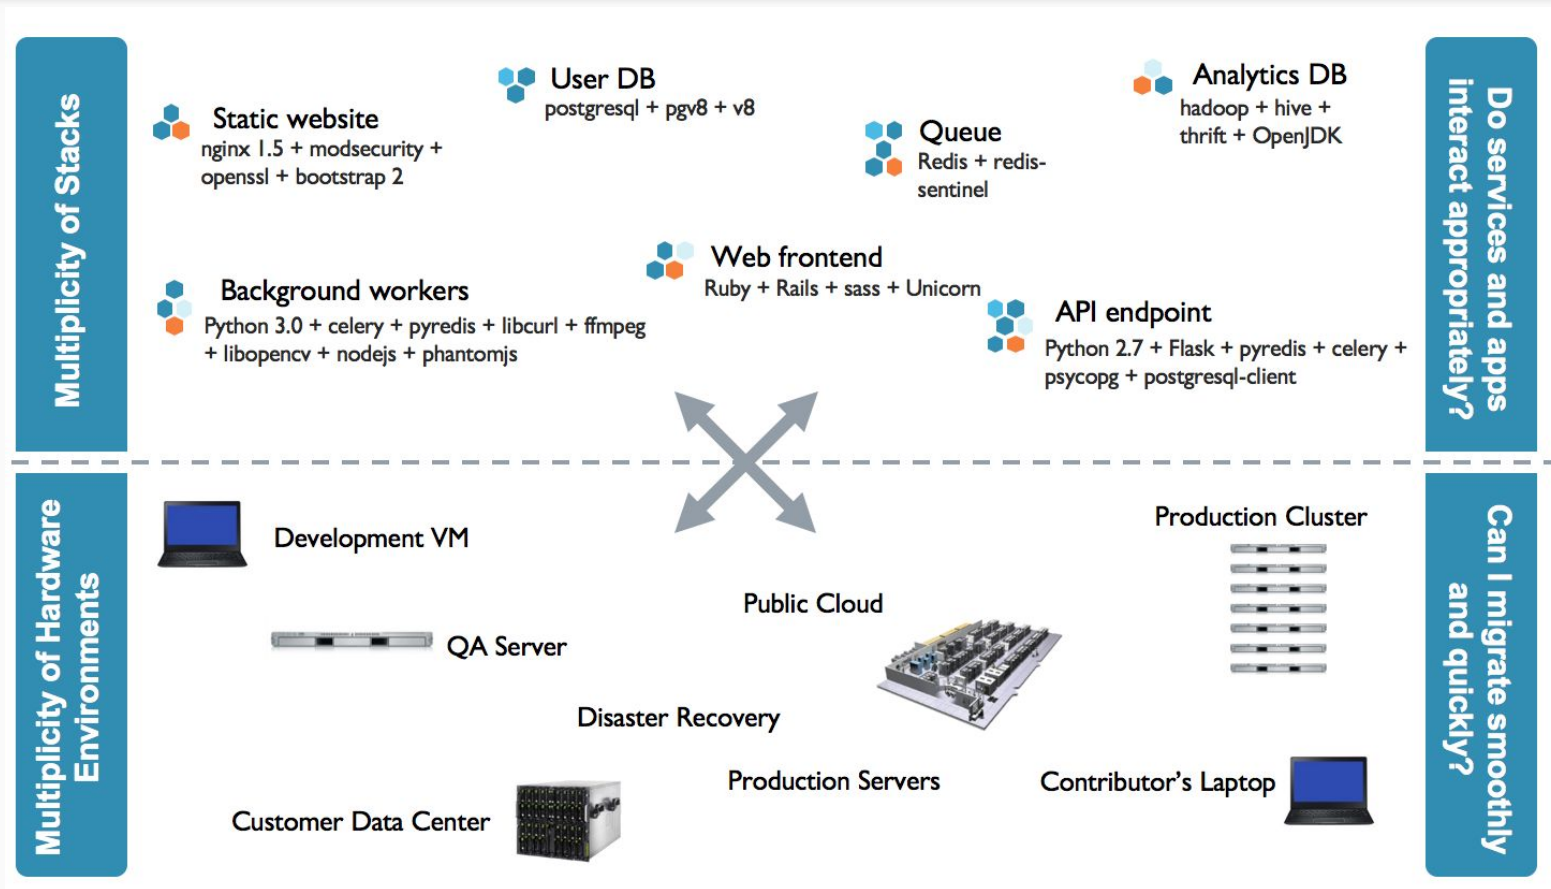 Multiplicity of Stacks
Static website
nginx 1.5 + modsecurity +
openssl + bootstrap 2
User DB
postgresql + pgv8 + v8
Queue
Redis + redis-
sentinel
Analytics DB
hadoop + hive +
thrift + OpenJDK
Background workers
Python 3.0 + celery + pyredis + libcurl + ffmpeg
+ libopencv + nodejs + phantomjs
Web frontend
Ruby + Rails + sass + Unicorn
API endpoint
Python 2.7 + Flask + pyredis + celery +
psycopg + postgresql-client
Do services and apps
interact appropriately?
Multiplicity of Hardware
Environments
Development VM
QA Server
Public Cloud
Production Cluster
Disaster Recovery
Production Servers
Contributor’s Laptop
Customer Data Center
Can I migrate smoothly
and quickly?